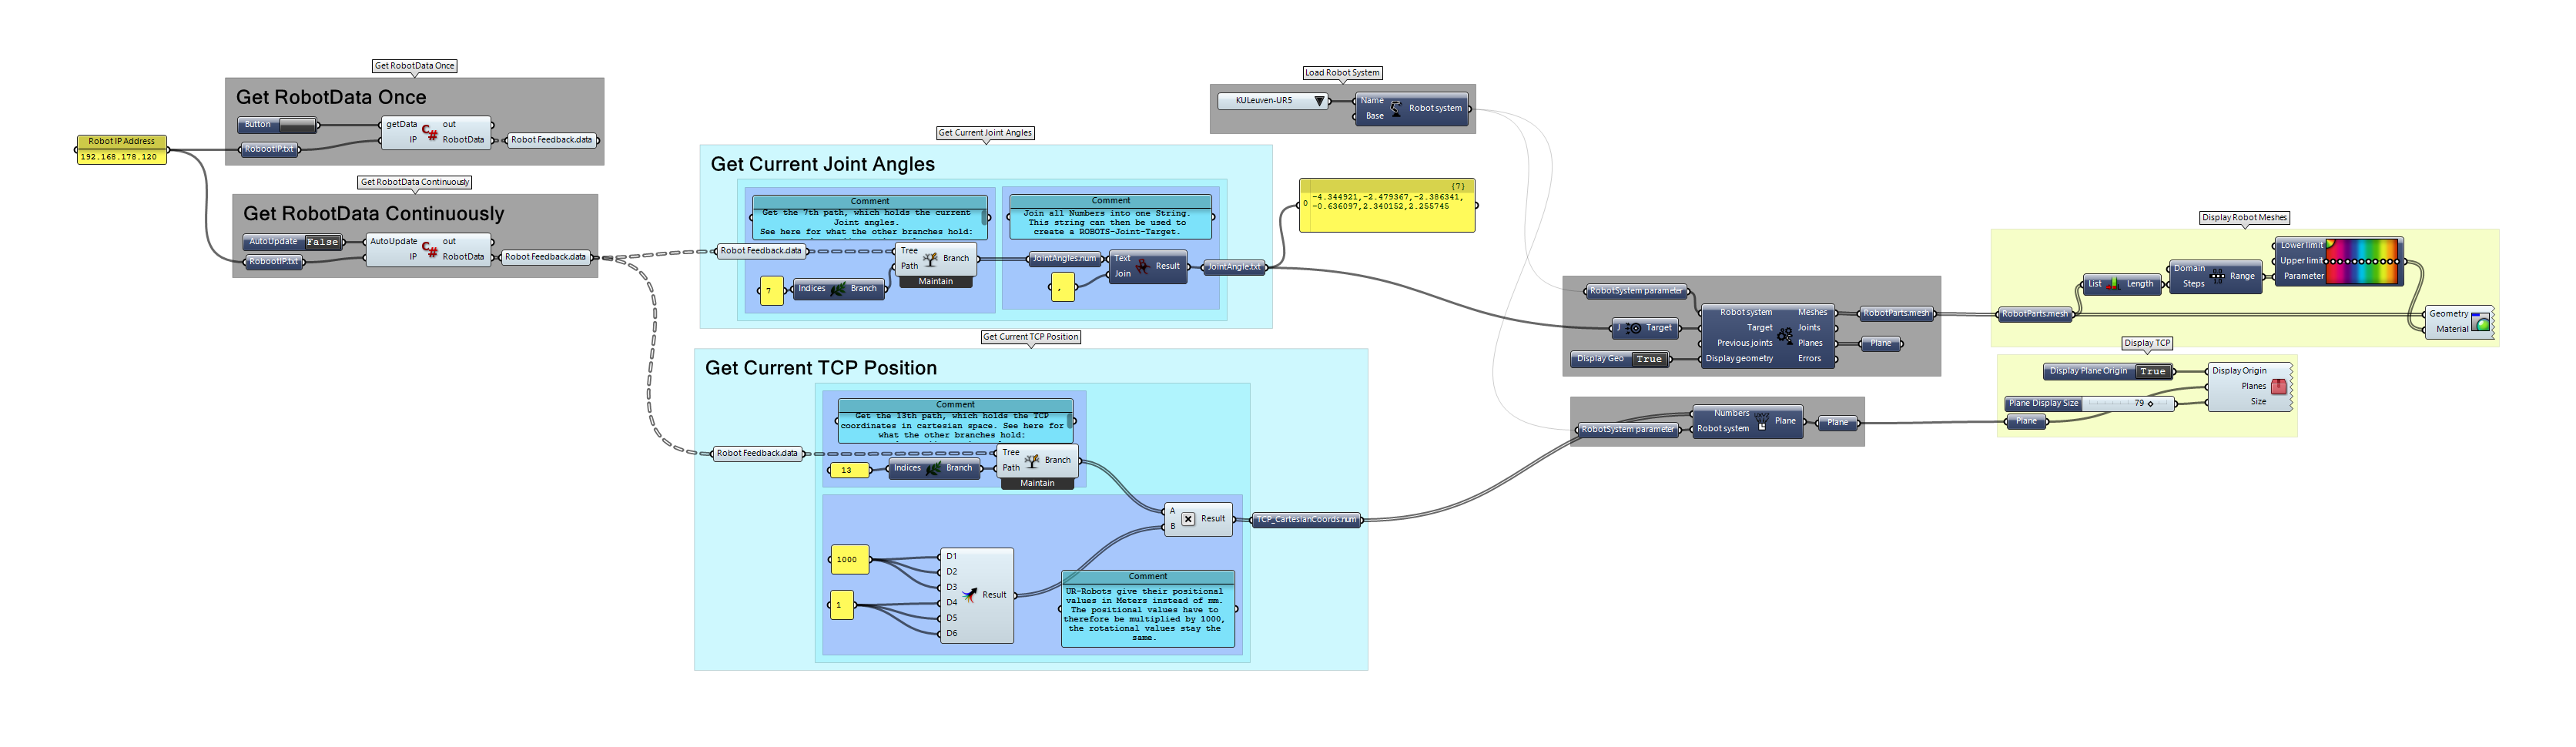 Get RobotData Once
Get RobotData Once
Button
getData
IP
C#
out
RobotData
Robot Feedback.data
Robot IP Address
192.168.178.120
RobootIP.txt
Get RobotData Continuously
Get RobotData Continuously
AutoUpdate
False
RobootIP.txt
AutoUpdate
IP
C#
out
RobotData
Robot Feedback.data
Get Current Joint Angles
Get Current Joint Angles
Comment
Get the 7th path, which holds the current
Joint angles.
See here for what the other branches hold:
Robot Feedback.data
7
Indices
Branch
Tree
Path
Branch
Maintain
Comment
Join all Numbers into one String.
This string can then be used to
create a ROBOTS-Joint-Target.
JointAngles.num
,
Text
Join
Result
JointAngle.txt
{7}
0
-4.344921,-2.479367,-2.386341,
-0.636097,2.340152,2.255745
Get Current TCP Position
Get Current TCP Position
Comment
Get the 13th path, which holds the TCP
coordinates in cartesian space. See here for
what the other branches hold:
Robot Feedback.data
13
Indices
Branch
Tree
Path
Branch
Maintain
1000
1
D1
D2
D3
D4
D5
D6
Result
A
B
Result
Comment
UR-Robots give their positional
values in Meters instead of mm.
The positional values have to
therefore be multiplied by 1000,
the rotational values stay the
same.
TCP_CartesianCoords.num
Load Robot System
KULeuven-UR5
Name
Base
Robot system
RobotSystem parameter
J
Target
Display Geo
True
Robot system
Target
Previous joints
Display geometry
Meshes
Joints
Planes
Errors
RobotParts.mesh
Plane
RobotSystem parameter
Numbers
Robot system
Plane
Plane
Display Robot Meshes
RobotParts.mesh
List
Length
Domain
Steps
Range
Lower limit
Upper limit
Parameter
Geometry
Material
Display TCP
Display Plane Origin
True
Plane Display Size
79
Plane
Display Origin
Planes
Size